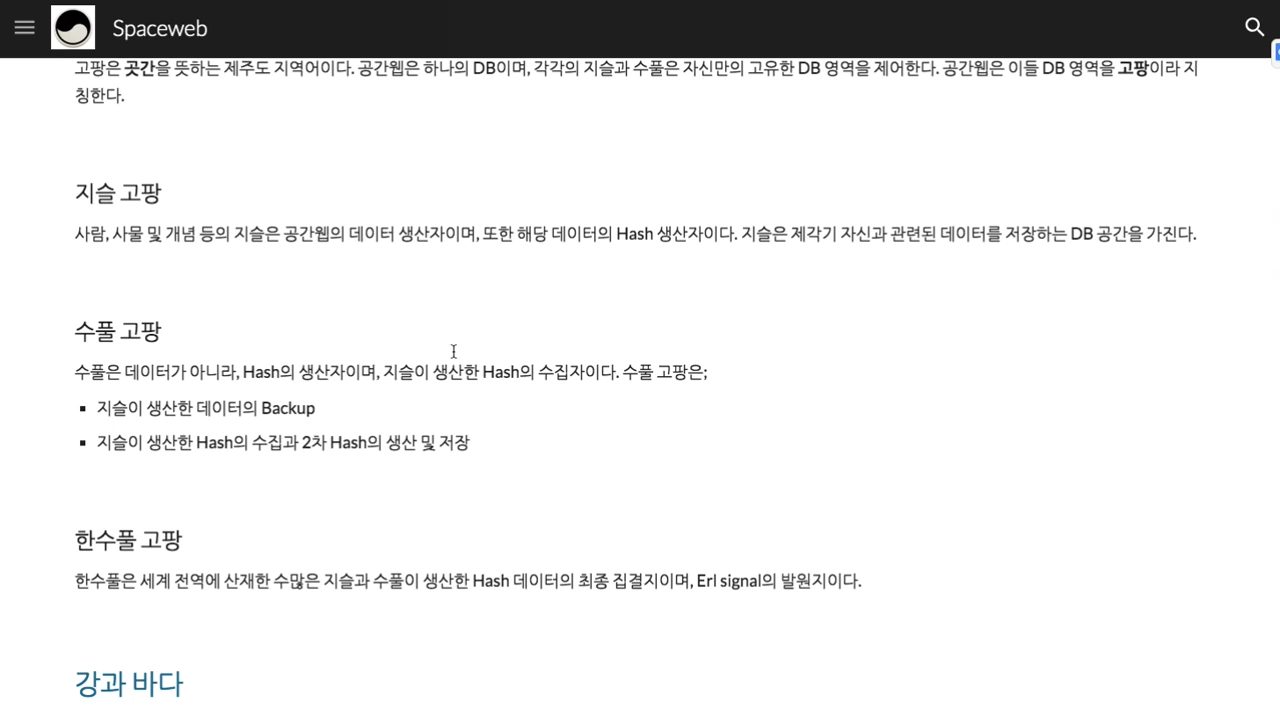 Spaceweb
고팡은 곳간을 뜻하는 제주도 지역어이다. 공간웹은 하나의 DB이며, 각각의 지슬과 수풀은 자신만의 고유한 DB 영역을 제어한다. 공간웹은 이들 DB 영역을 고팡이라 지
칭한다.
지슬 고팡
사람, 사물 및 개념 등의 지슬은 공간웹의 데이터 생산자이며, 또한 해당 데이터의 Hash 생산자이다. 지슬은 제각기 자신과 관련된 데이터를 저장하는 DB 공간을 가진다.
수풀 고팡
수풀은 데이터가 아니라, Hash의 생산자이며, 지슬이 생산한 Hash의 수집자이다. 수풀 고팡은;
▪ 지슬이 생산한 데이터의 Backup
▪ 지슬이 생산한 Hash의 수집과 2차 Hash의 생산 및 저장
한수풀 고팡
한수풀은 세계 전역에 산재한 수많은 지슬과 수풀이 생산한 Hash 데이터의 최종 집결지이며, Erl signal의 발원지이다.
강과 바다